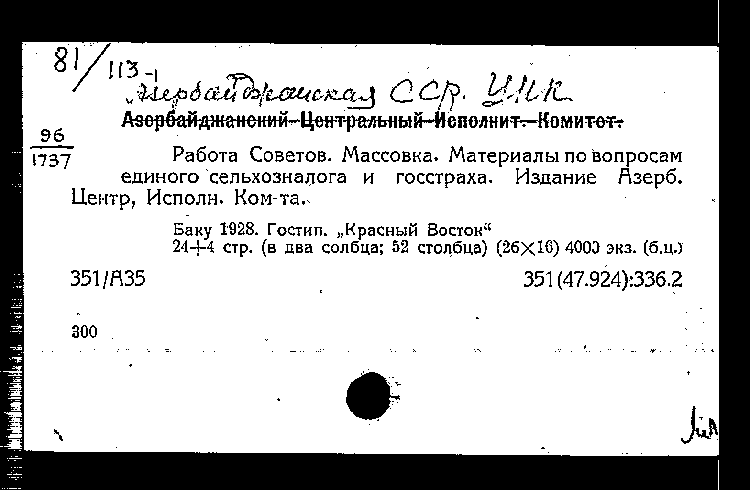 81/113-1
Азербайджанская ССР. ЦИК
Азербайджанский Центральный Исполнит. Комитет.
96
1737
Работа Советов. Массовка. Материалы по вопросам
единого сельхозналога и госстраха. Издание Азерб.
Центр, Исполн. Ком-та.
Баку 1928. Гостип. „Красный Восток“
24+4 стр. (в два солбца; 52 столбца) (26×16) 4000 экз. (б.ц.)
351/А35 351(47.924):336.2
300